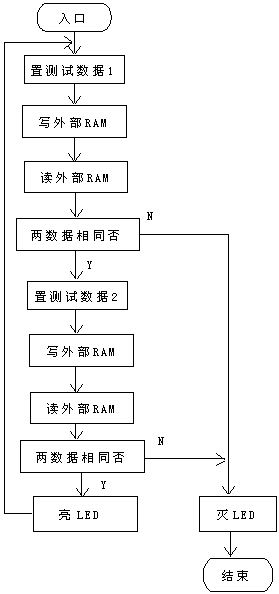 入口
置测试数据1
写外部RAM
读外部RAM
两数据相同否
N
Y
置测试数据2
写外部RAM
读外部RAM
两数据相同否
N
Y
亮LED
灭LED
结束